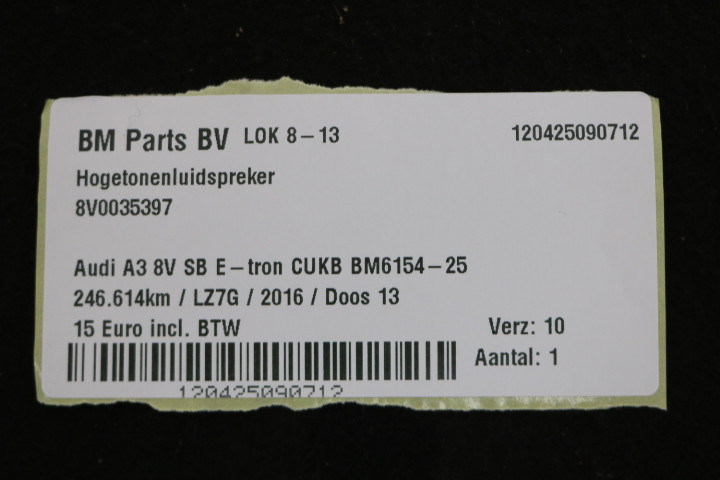 BM Parts BV LOK 8-13 120425090712
Hogetonenluidspreker
8V0035397
Audi A3 8V SB E-tron CUKB BM6154-25
246.614km / LZ7G / 2016 / Doos 13
15 Euro incl. BTW Verz: 10
Aantal: 1
120425090712